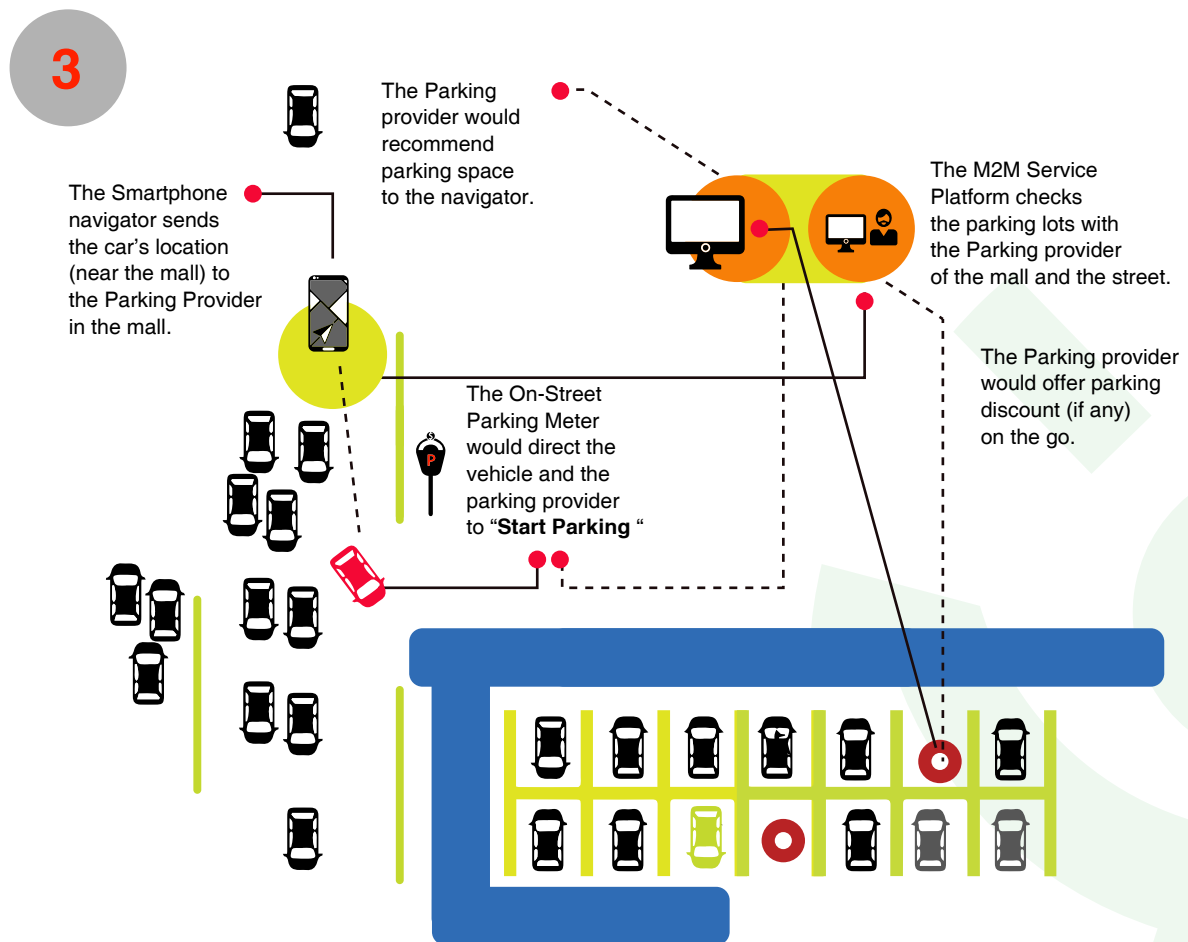 3
The Parking
provider would
recommend
parking space
to the navigator.
The Smartphone
navigator sends
the car's location
(near the mall) to
the Parking Provider
in the mall.
The M2M Service
Platform checks
the parking lots with
the Parking provider
of the mall and the street.
The Parking provider
would offer parking
discount (if any)
on the go.
The On-Street
Parking Meter
would direct the
vehicle and the
parking provider
to “Start Parking “
S
P